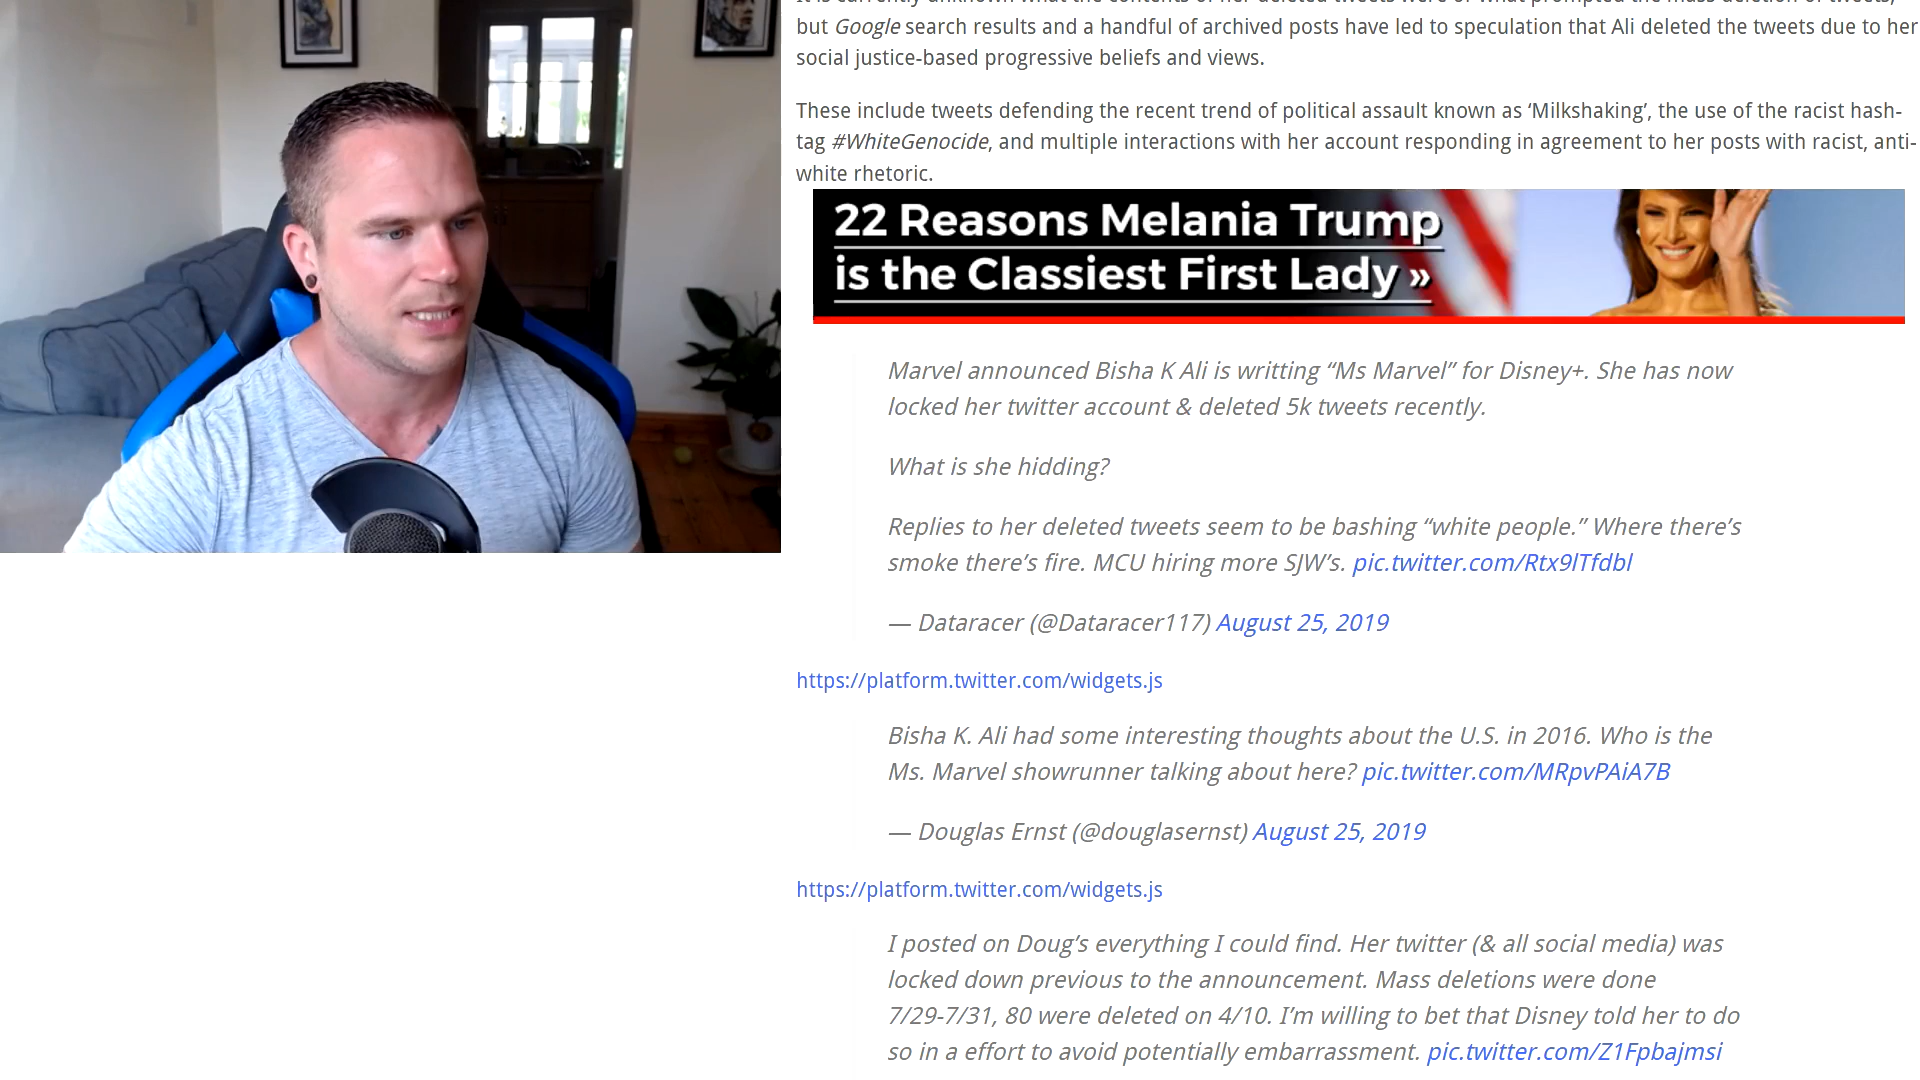 but Google search results and a handful of archived posts have led to speculation that Ali deleted the tweets due to her
social justice-based progressive beliefs and views.
These include tweets defending the recent trend of political assault known as ‘Milkshaking’, the use of the racist hash-
tag #WhiteGenocide, and multiple interactions with her account responding in agreement to her posts with racist, anti-
white rhetoric.
22 Reasons Melania Trump
is the Classiest First Lady »
Marvel announced Bisha K Ali is writting “Ms Marvel” for Disney+. She has now
locked her twitter account & deleted 5k tweets recently.
What is she hidding?
Replies to her deleted tweets seem to be bashing “white people.” Where there’s
smoke there’s fire. MCU hiring more SJW’s. pic.twitter.com/Rtx9lTfdbl
— Dataracer (@Dataracer117) August 25, 2019
https://platform.twitter.com/widgets.js
Bisha K. Ali had some interesting thoughts about the U.S. in 2016. Who is the
Ms. Marvel showrunner talking about here? pic.twitter.com/MRpvPAiA7B
— Douglas Ernst (@douglasernst) August 25, 2019
https://platform.twitter.com/widgets.js
I posted on Doug’s everything I could find. Her twitter (& all social media) was
locked down previous to the announcement. Mass deletions were done
7/29-7/31, 80 were deleted on 4/10. I’m willing to bet that Disney told her to do
so in a effort to avoid potentially embarrassment. pic.twitter.com/Z1Fpbajmsi